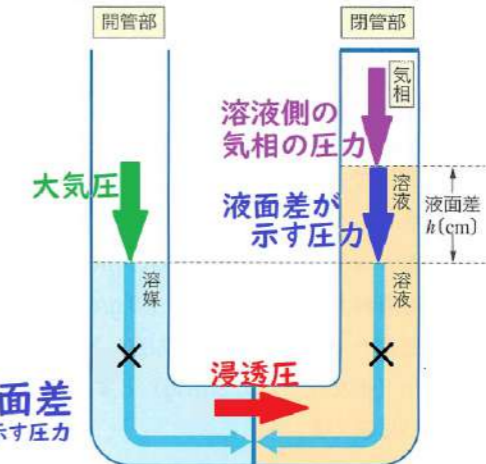 開管部
閉管部
気相
溶液側の
気相の圧力
大気圧
液面差が
示す圧力
溶液
液面差
h〔cm〕
溶媒
溶液
浸透圧
面差
示す圧力